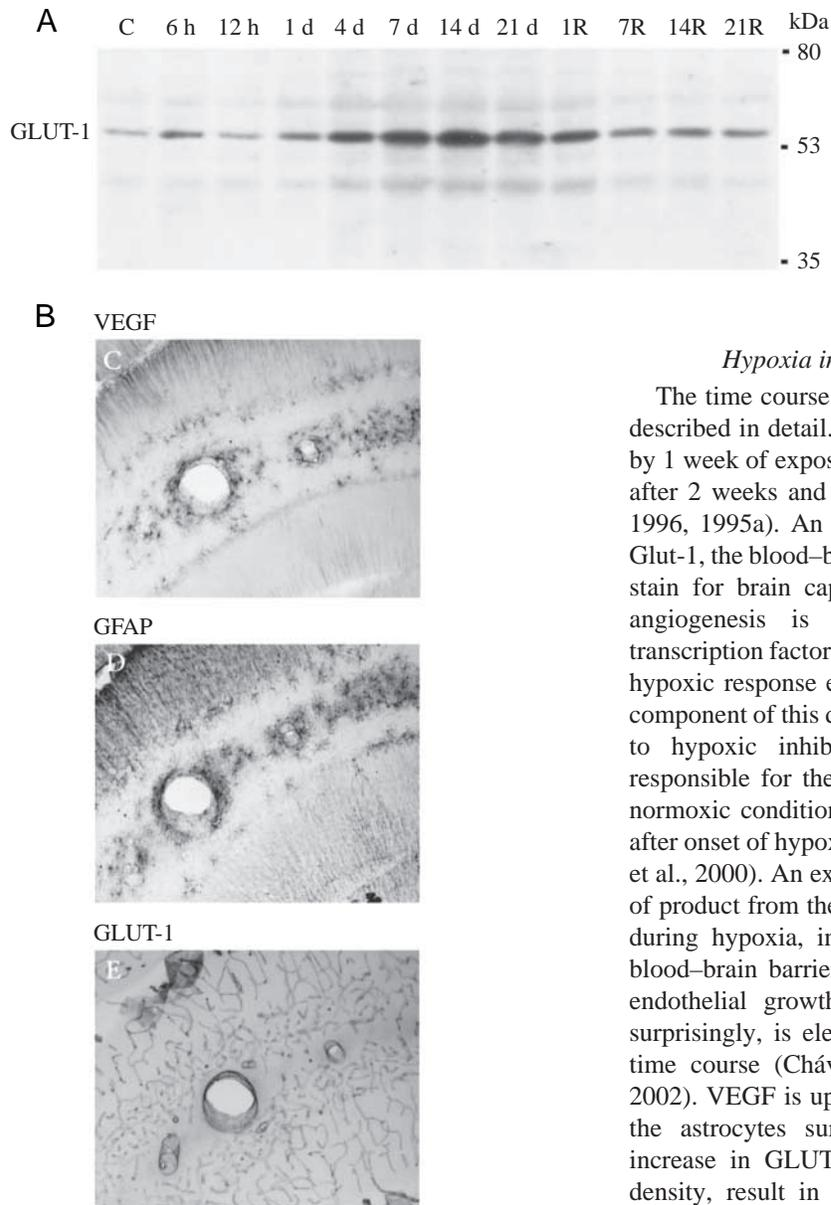 A
C 6 h 12 h 1 d 4 d 7 d 14 d 21 d 1R 7R 14R 21R kDa
80
GLUT-1
53
35
B
VEGF
C
GFAP
D
GLUT-1
E
Hypoxia in
The time course
described in detail.
by 1 week of expos
after 2 weeks and
1996, 1995a). An
Glut-1, the blood–b
stain for brain cap
angiogenesis is
transcription factor
hypoxic response e
component of this c
to hypoxic inhib
responsible for the
normoxic condition
after onset of hypox
et al., 2000). An ex
of product from the
during hypoxia, in
blood–brain barrie
endothelial growth
surprisingly, is ele
time course (Cháv
2002). VEGF is up
the astrocytes sur
increase in GLUT
density, result in